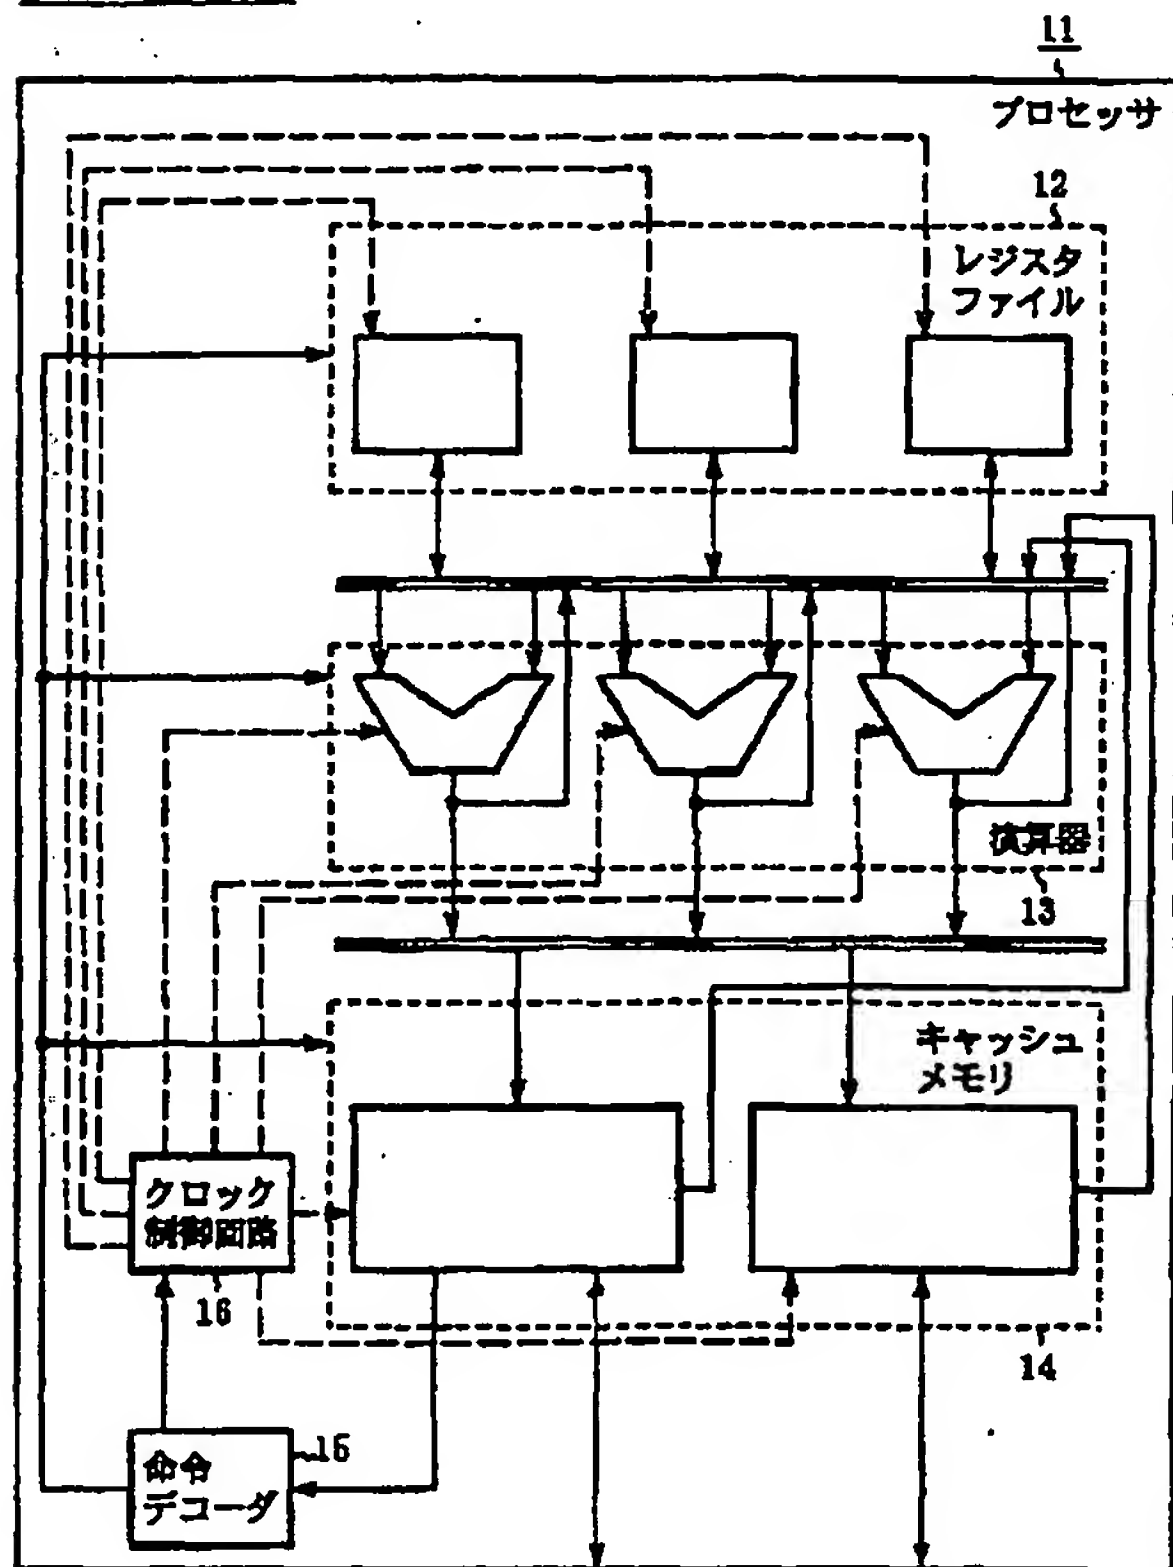 11
プロセッサ
12
レジスタ
ファイル
演算器
13
キャッシュ
メモリ
クロック
制御回路
16
14
命令
デコーダ
15